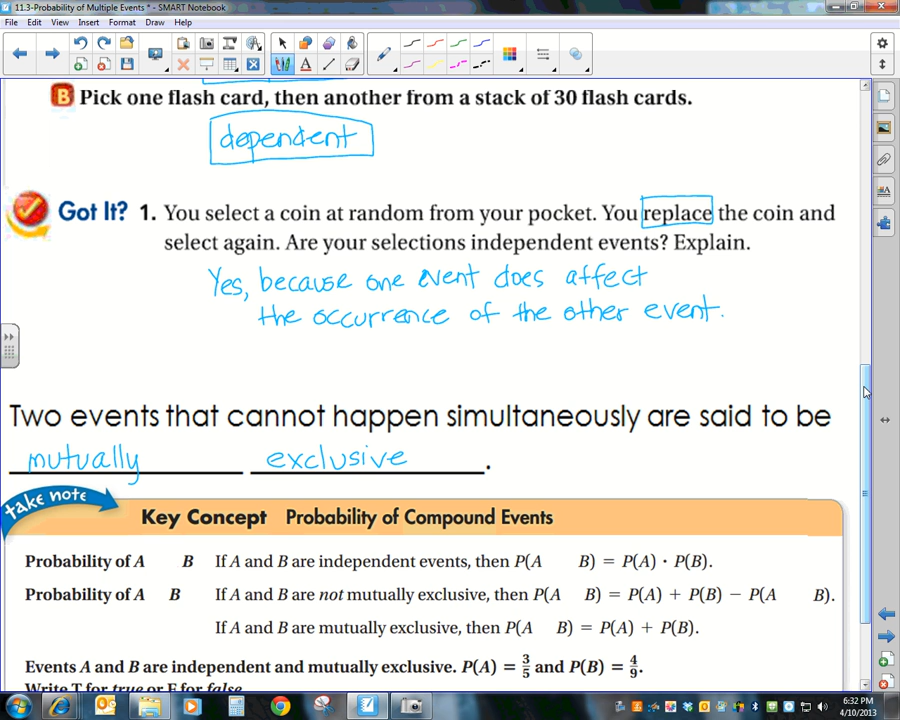 11.3-Probability of Multiple Events * - SMART Notebook
File Edit View Insert Format Draw Help
B Pick one flash card, then another from a stack of 30 flash cards.
dependent
Got It? 1. You select a coin at random from your pocket. You replace the coin and
select again. Are your selections independent events? Explain.
Yes, because one event does affect
the occurrence of the other event.
Two events that cannot happen simultaneously are said to be
mutually exclusive.
take note
Key Concept Probability of Compound Events
Probability of A B If A and B are independent events, then P(A B) = P(A) · P(B).
Probability of A B If A and B are not mutually exclusive, then P(A B) = P(A) + P(B) − P(A B).
If A and B are mutually exclusive, then P(A B) = P(A) + P(B).
Events A and B are independent and mutually exclusive. P(A) = 3/5 and P(B) = 4/9.
Write T for true or F for false.
6:32 PM
4/10/2013